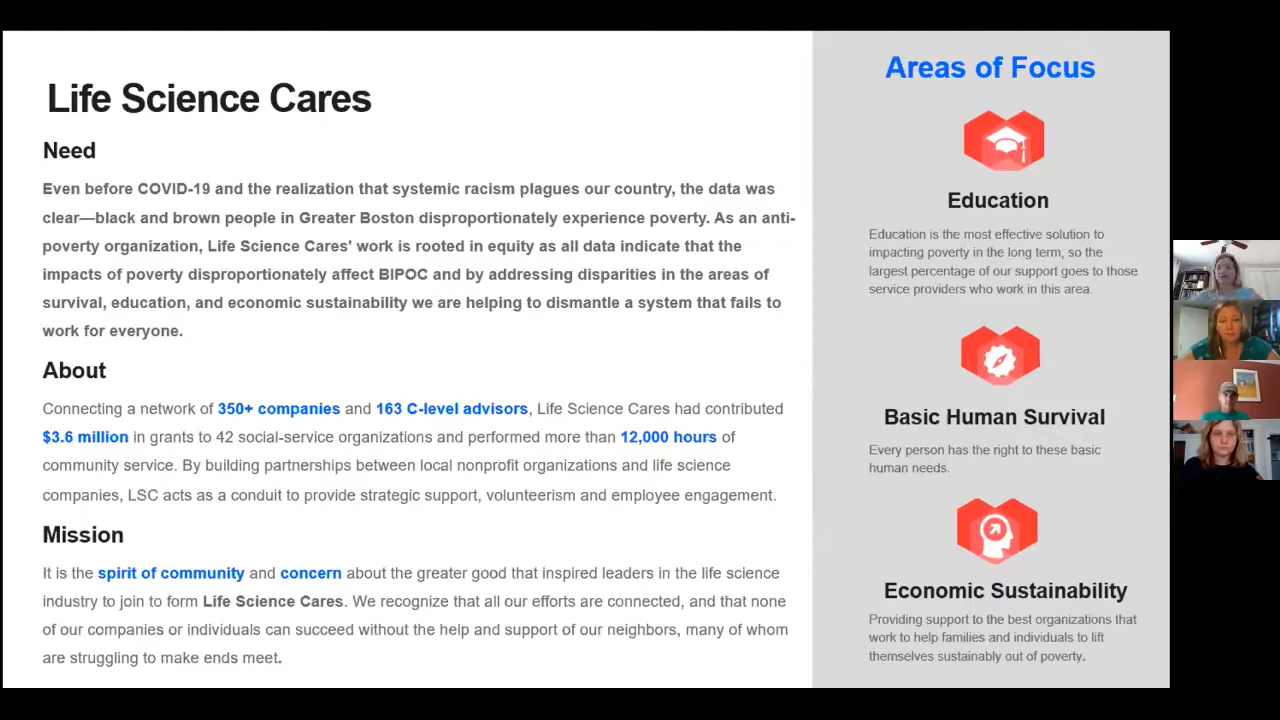 Life Science Cares
Need
Even before COVID-19 and the realization that systemic racism plagues our country, the data was
clear—black and brown people in Greater Boston disproportionately experience poverty. As an anti-
poverty organization, Life Science Cares' work is rooted in equity as all data indicate that the
impacts of poverty disproportionately affect BIPOC and by addressing disparities in the areas of
survival, education, and economic sustainability we are helping to dismantle a system that fails to
work for everyone.
About
Connecting a network of 350+ companies and 163 C-level advisors, Life Science Cares had contributed
$3.6 million in grants to 42 social-service organizations and performed more than 12,000 hours of
community service. By building partnerships between local nonprofit organizations and life science
companies, LSC acts as a conduit to provide strategic support, volunteerism and employee engagement.
Mission
It is the spirit of community and concern about the greater good that inspired leaders in the life science
industry to join to form Life Science Cares. We recognize that all our efforts are connected, and that none
of our companies or individuals can succeed without the help and support of our neighbors, many of whom
are struggling to make ends meet.
Areas of Focus
Education
Education is the most effective solution to
impacting poverty in the long term, so the
largest percentage of our support goes to those
service providers who work in this area.
Basic Human Survival
Every person has the right to these basic
human needs.
Economic Sustainability
Providing support to the best organizations that
work to help families and individuals to lift
themselves sustainably out of poverty.